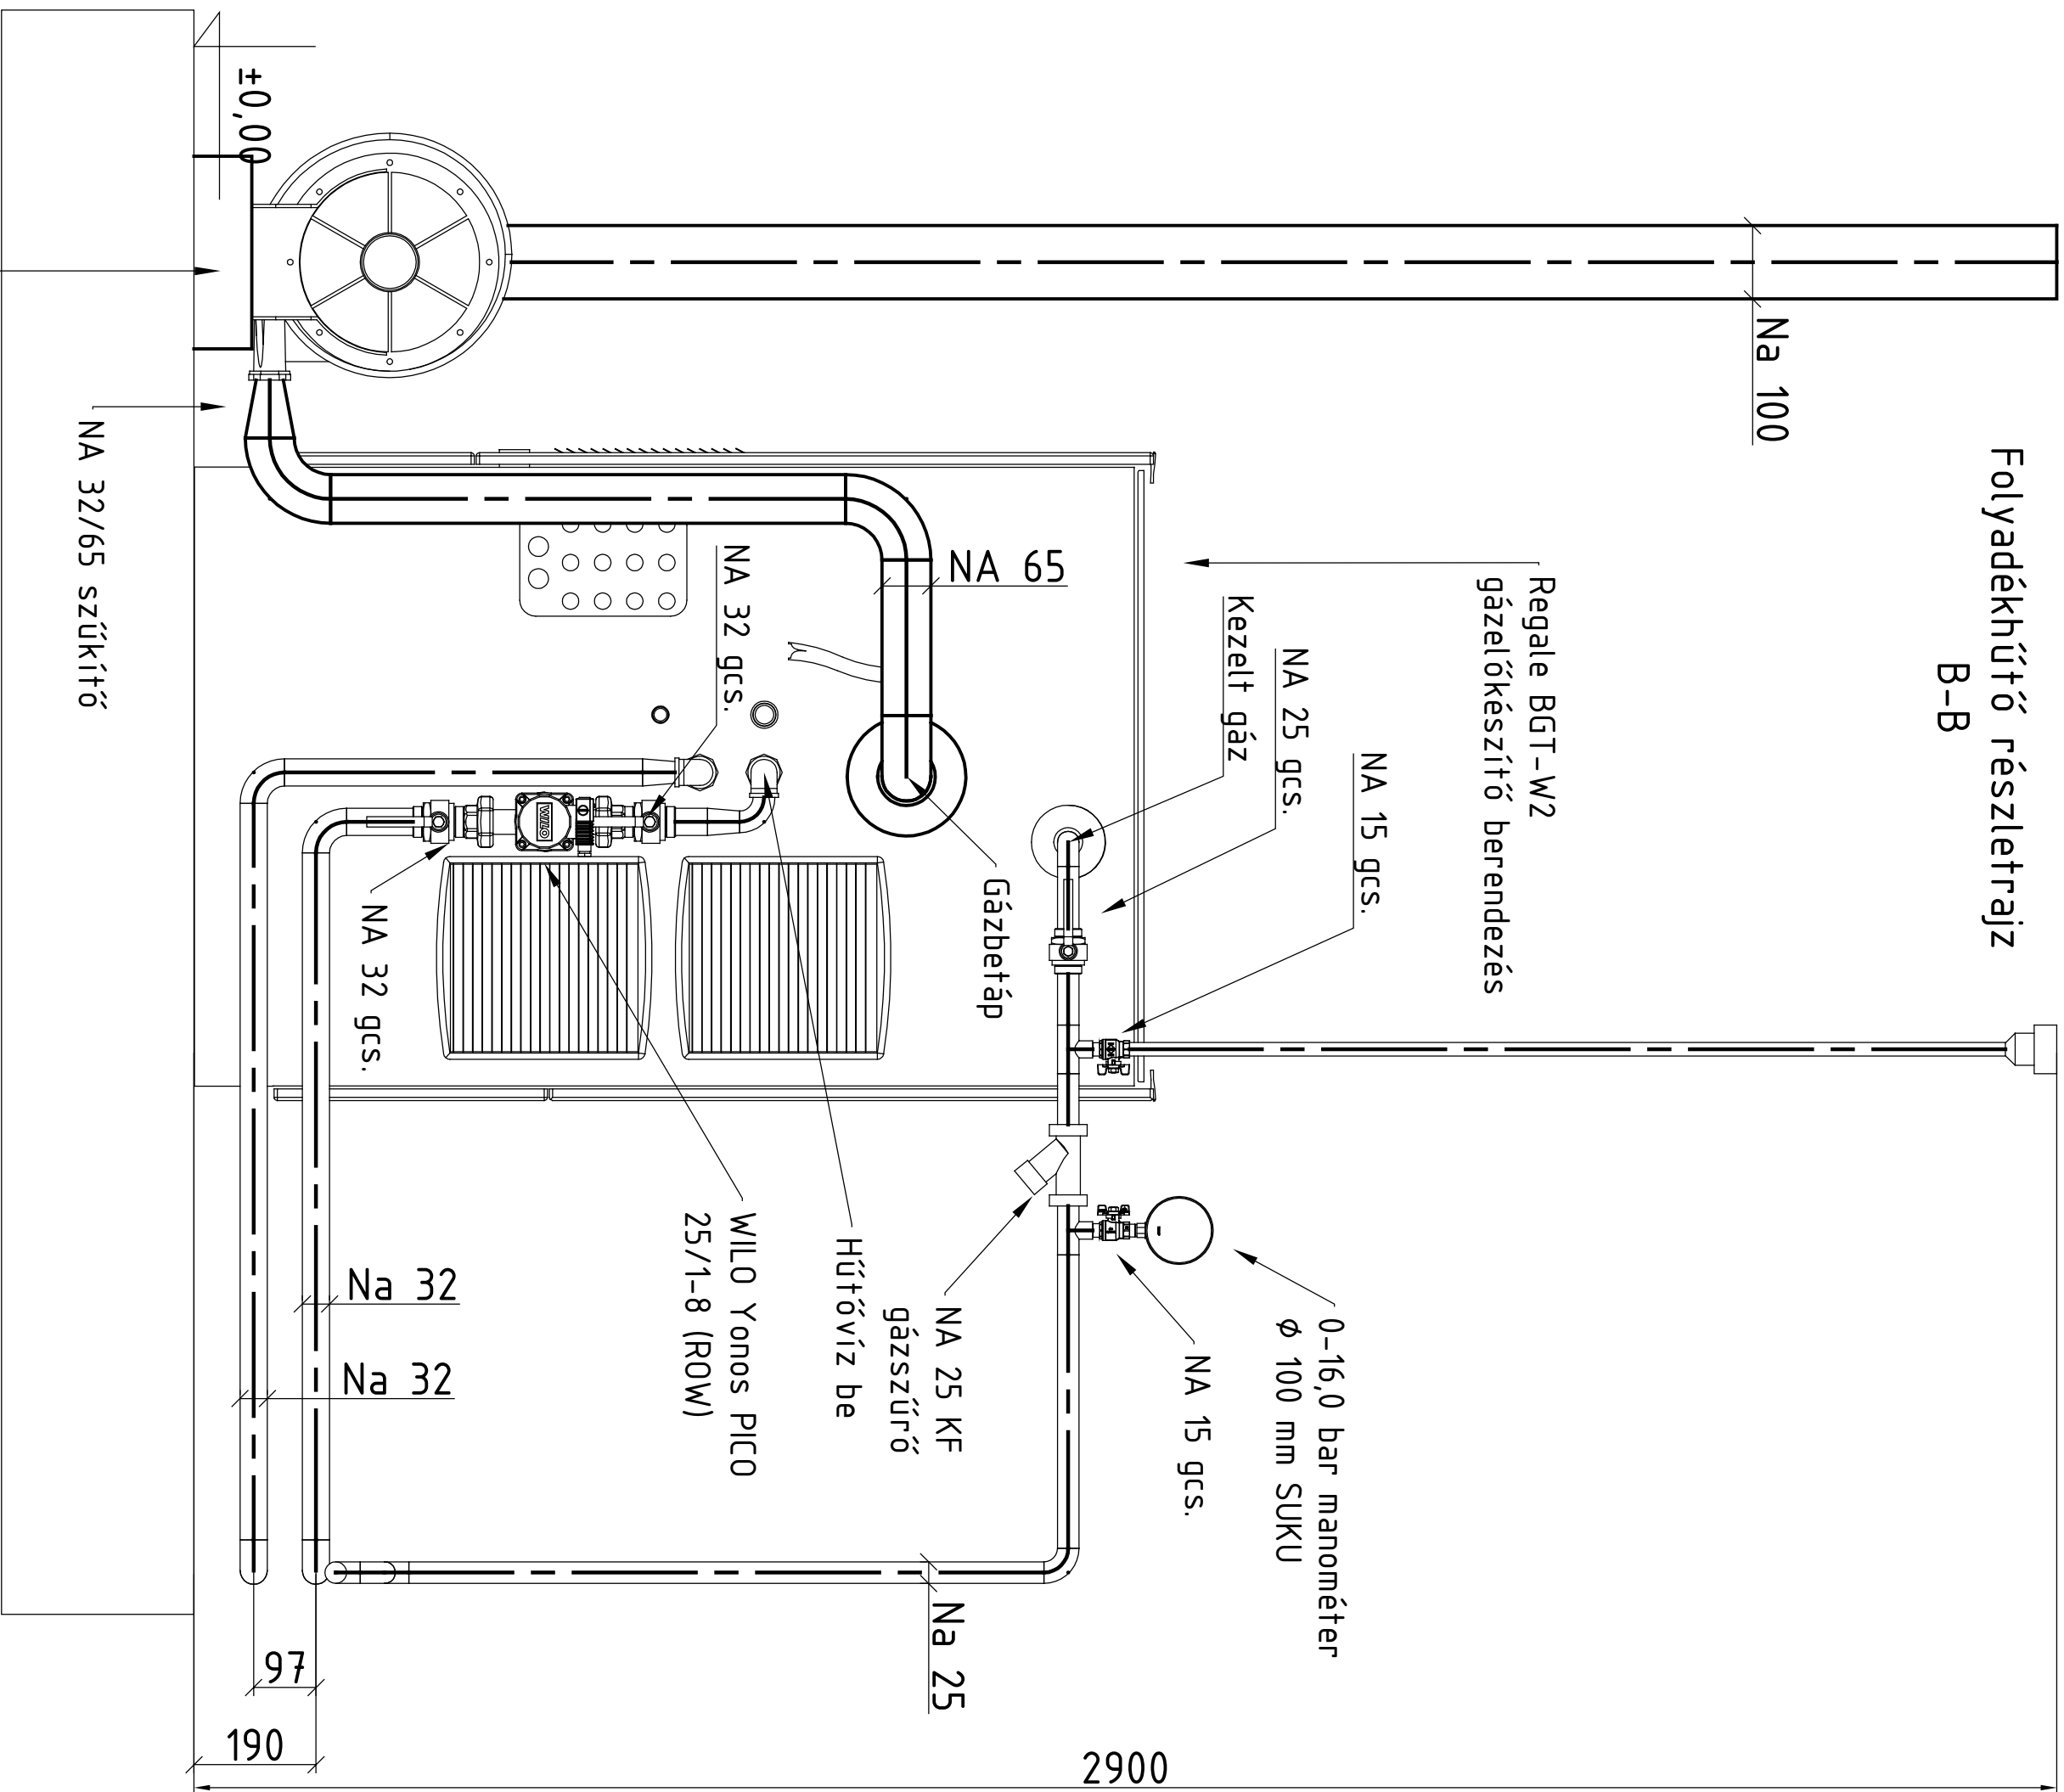 Folyadékhűtő részletrajz
B-B
Na 100
±0,00
NA 32/65 szűkítő
Regale BGT-W2
gázelőkészítő berendezés
NA 65
Kezelt gáz
NA 25 gcs.
NA 15 gcs.
NA 32 gcs.
Gázbetáp
WILO
NA 32 gcs.
WILO Yonos PICO
25/1-8 (ROW)
Hűtővíz be
NA 25 KF
gázszűrő
0-16,0 bar manométer
Ø 100 mm SUKU
NA 15 gcs.
Na 32
Na 32
Na 25
97
190
2900